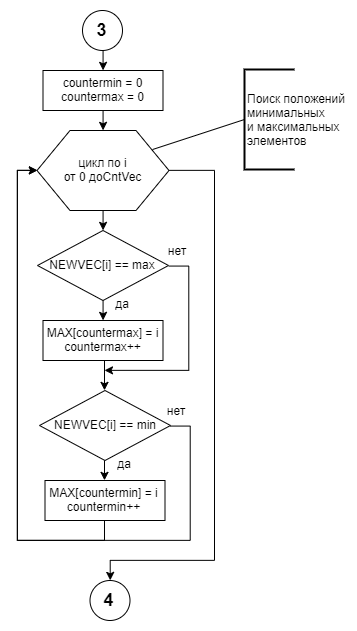 3
countermin = 0
countermax = 0
Поиск положений
минимальных
и максимальных
элементов
цикл по i
от 0 доCntVec
NEWVEC[i] == max
нет
да
MAX[countermax] = i
countermax++
NEWVEC[i] == min
нет
да
MAX[countermin] = i
countermin++
4